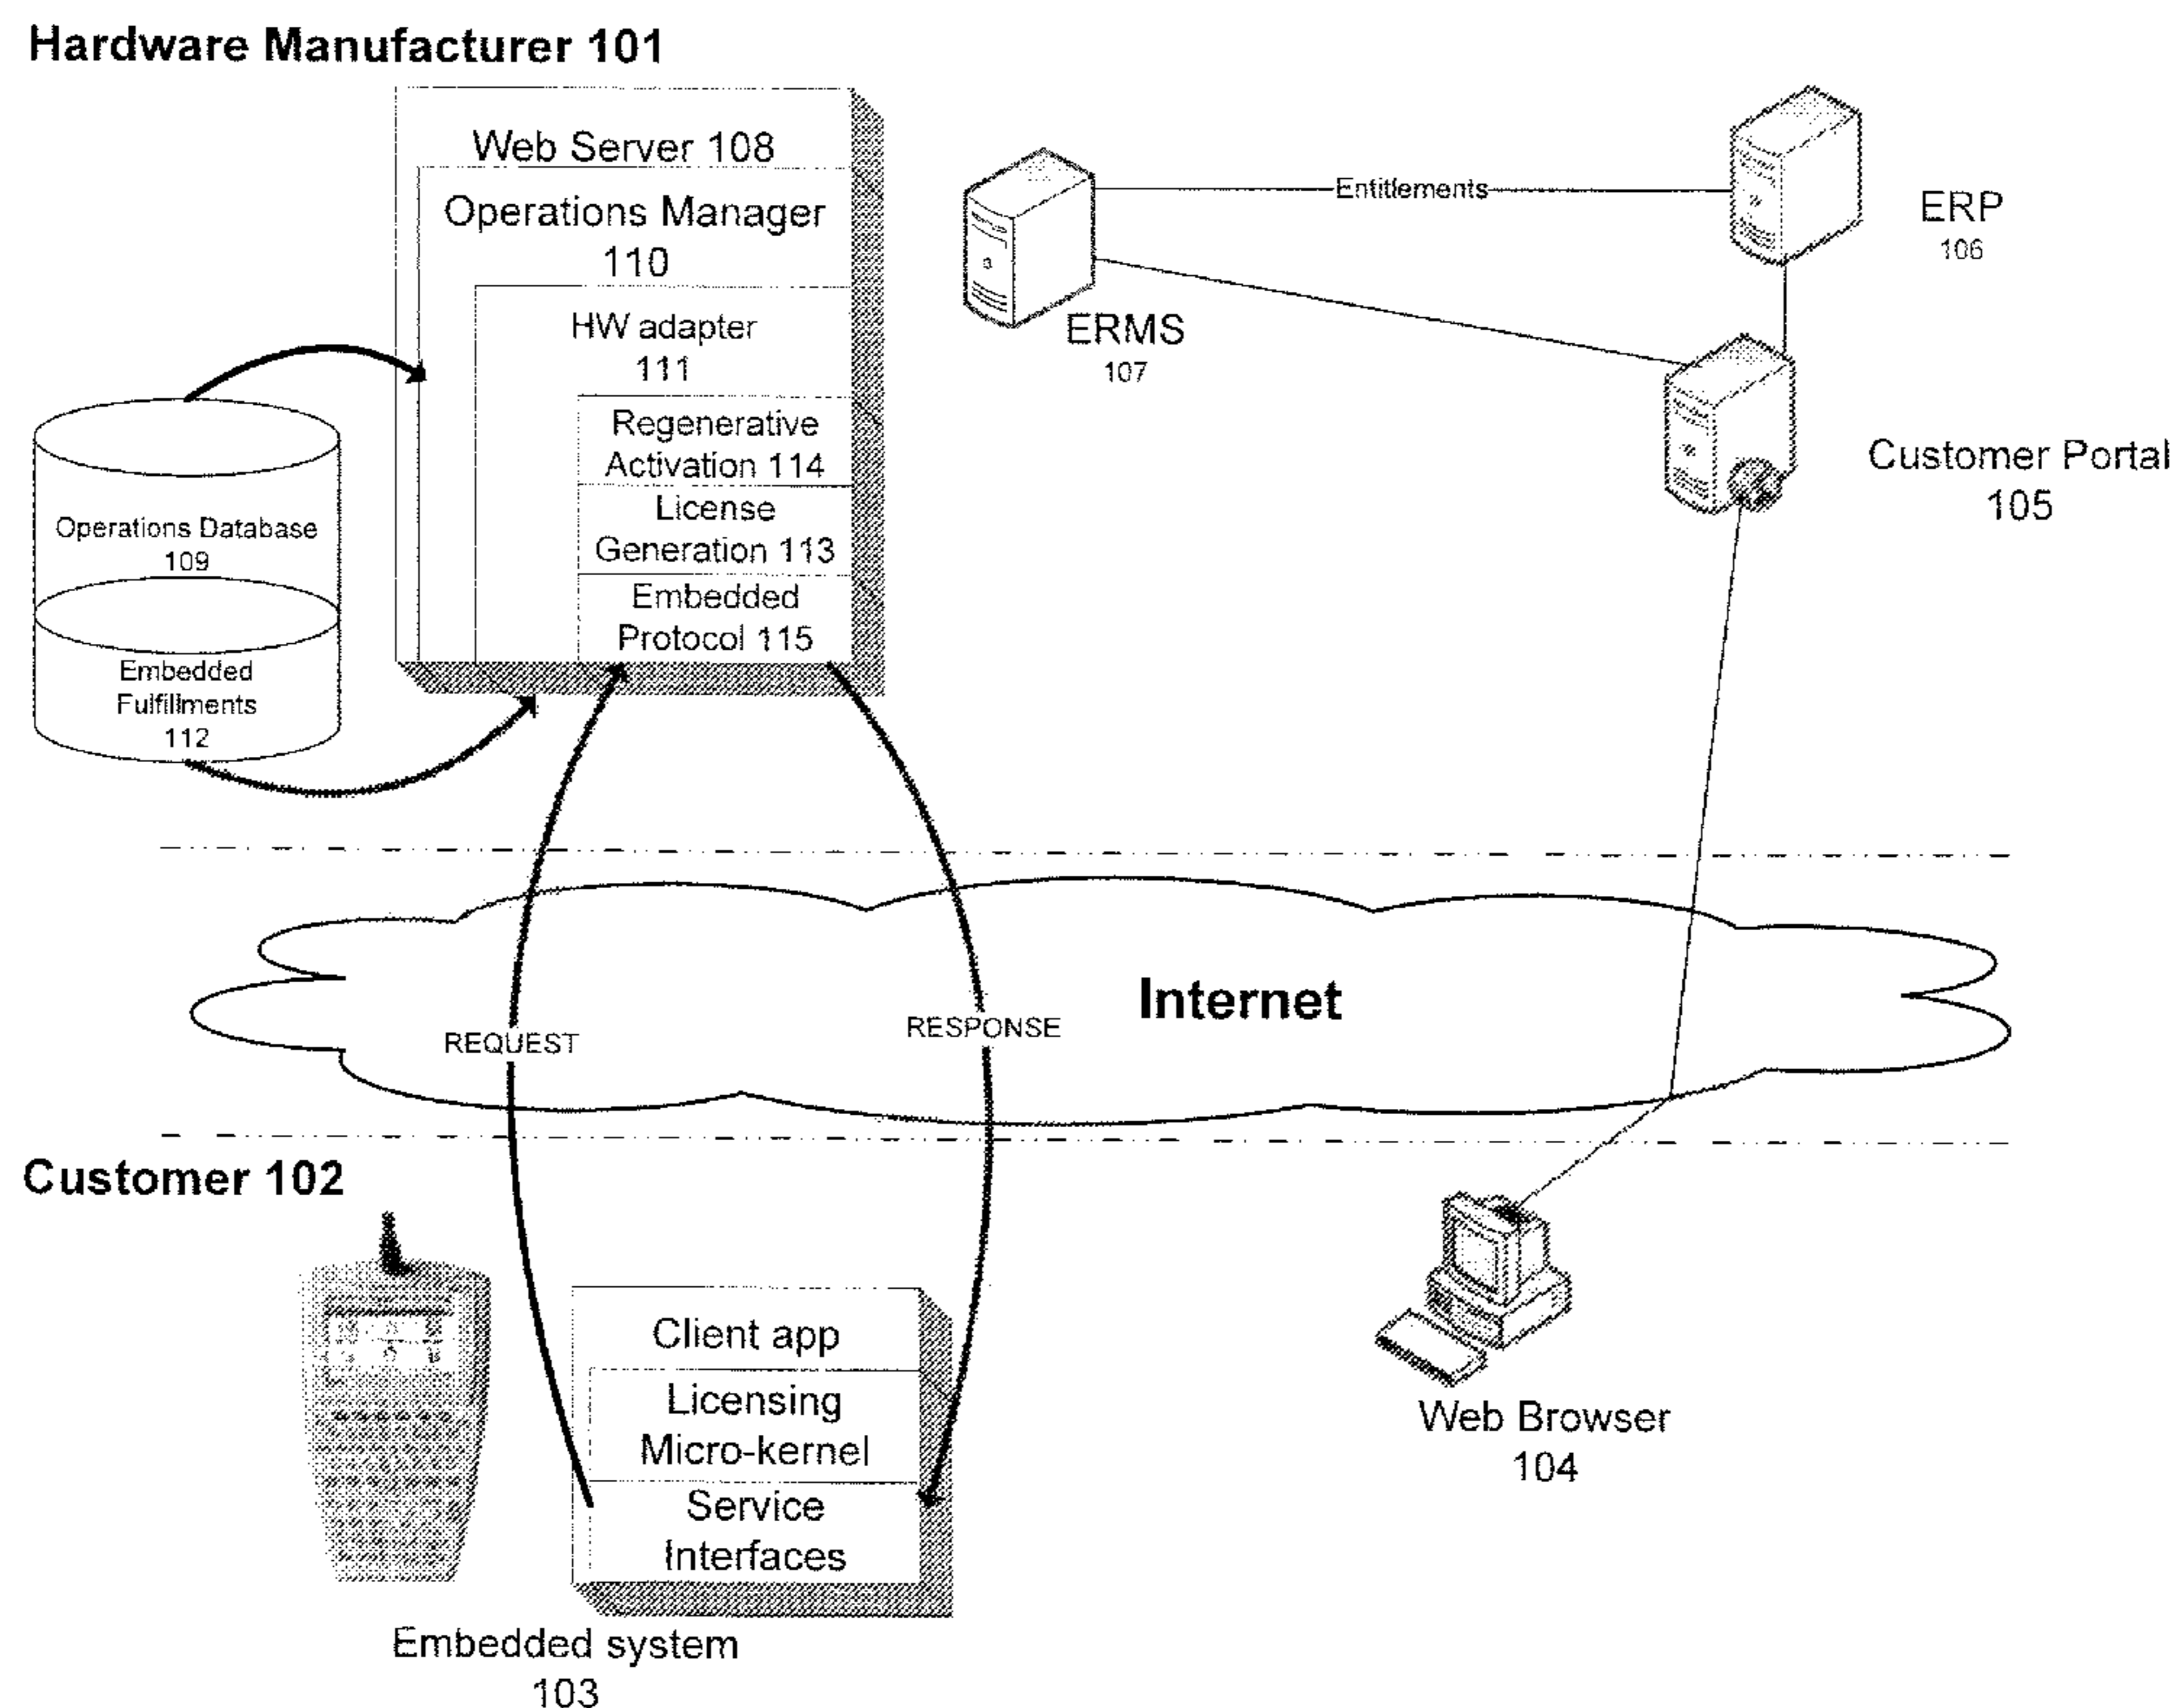 Hardware Manufacturer 101
Web Server 108
Operations Manager
110
HW adapter
111
Regenerative
Activation 114
License
Generation 113
Embedded
Protocol 115
Operations Database
109
Embedded
Fulfillments
112
Entitlements
ERP
106
ERMS
107
Customer Portal
105
Internet
REQUEST
RESPONSE
Customer 102
Client app
Licensing
Micro-kernel
Service
Interfaces
Embedded system
103
Web Browser
104